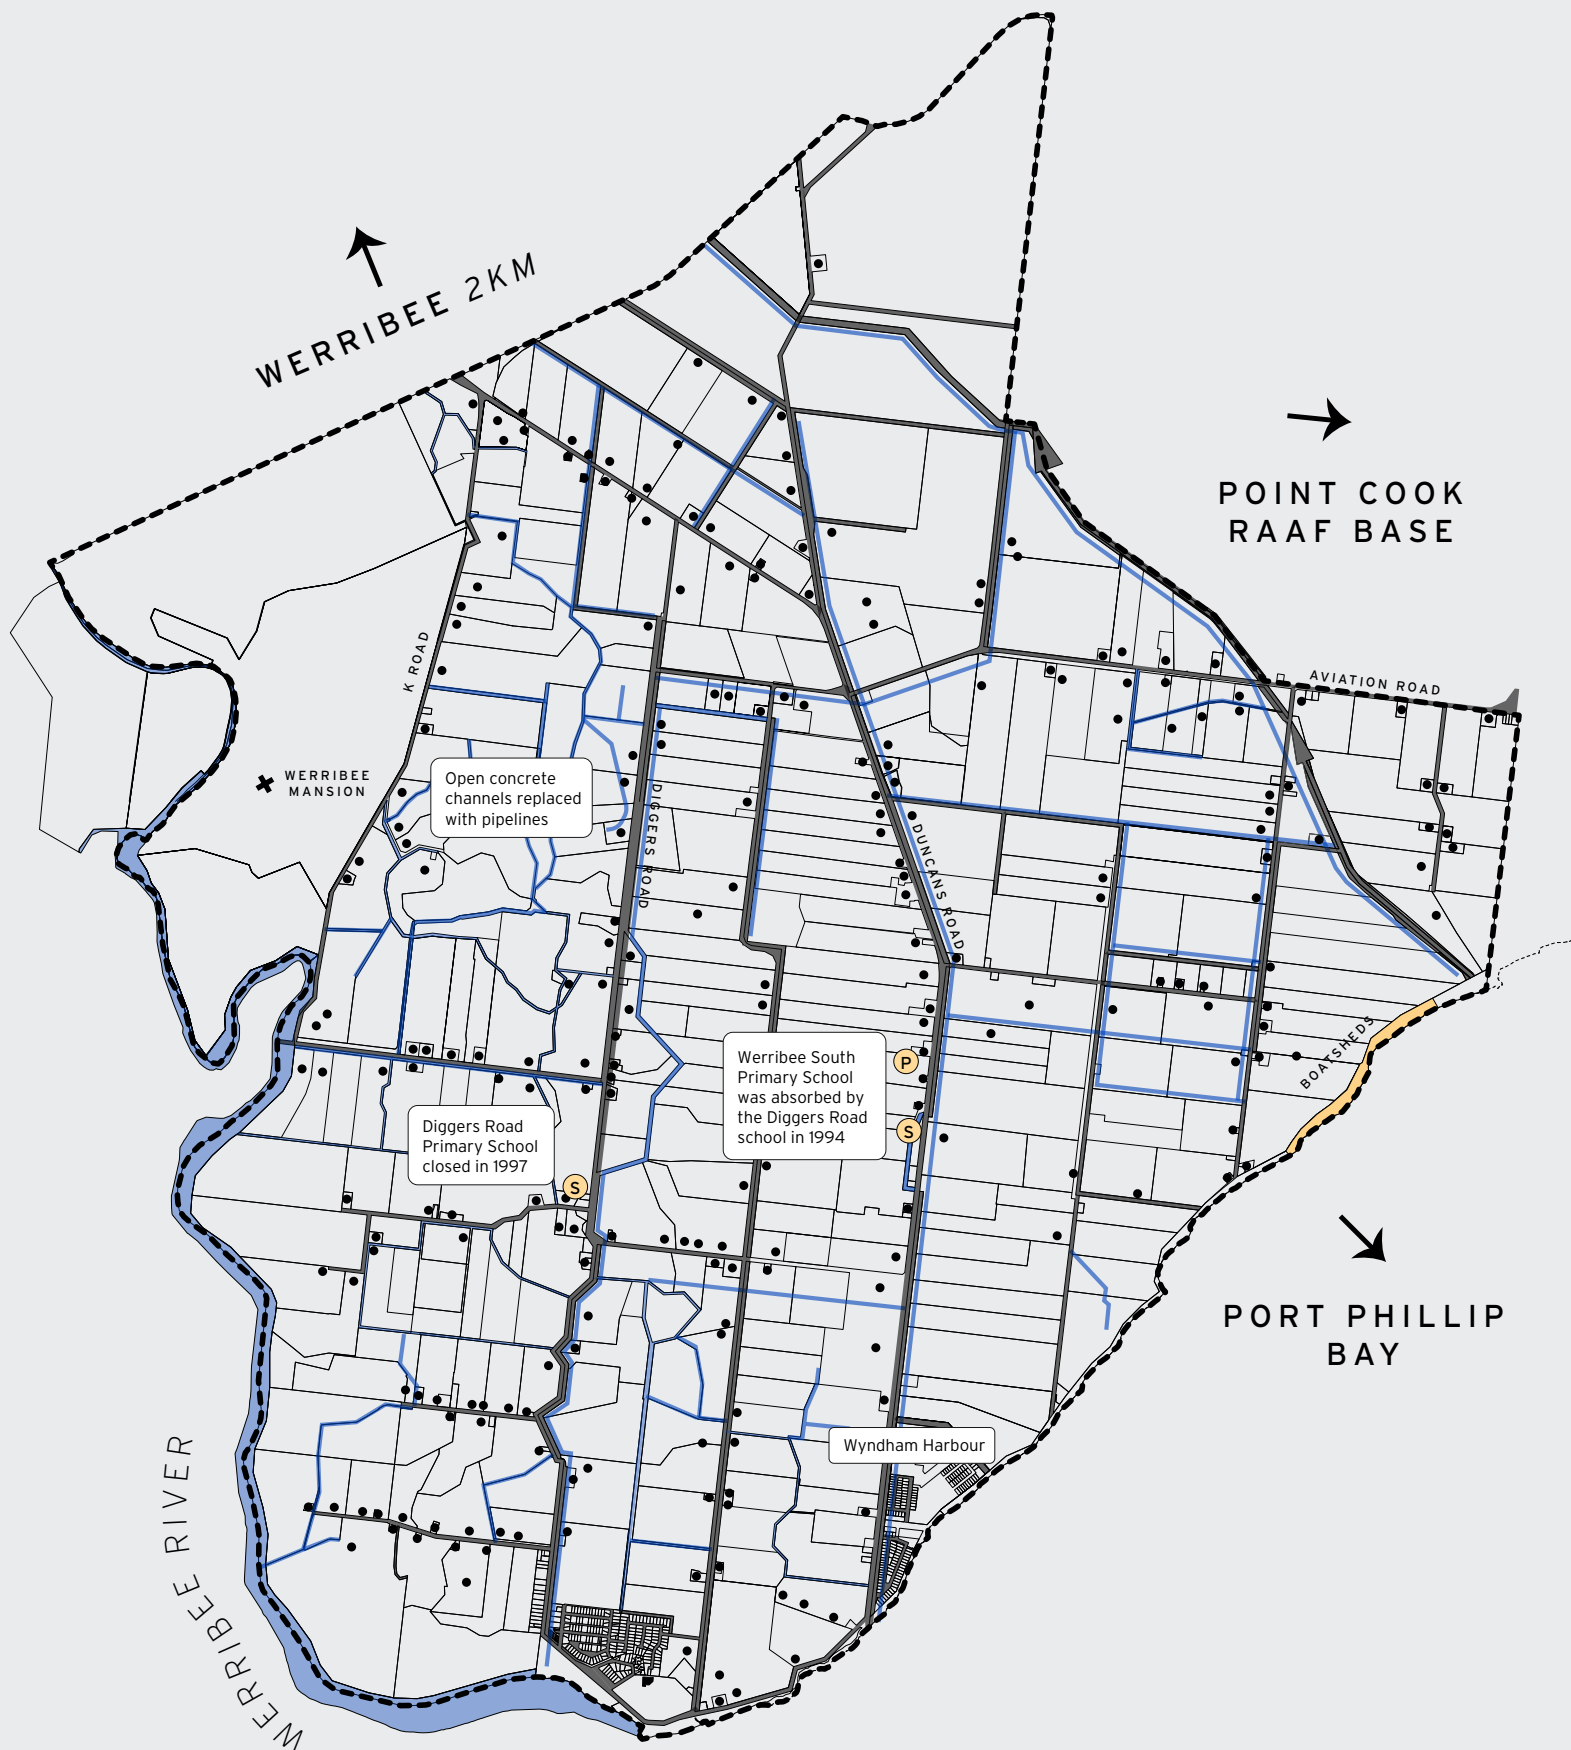 WERRIBEE 2KM
POINT COOK
RAAF BASE
K ROAD
AVIATION ROAD
WERRIBEE
MANSION
Open concrete
channels replaced
with pipelines
DIGGERS ROAD
DUNCANS ROAD
BOATSHEDS
Werribee South
Primary School
was absorbed by
the Diggers Road
school in 1994
P
S
Diggers Road
Primary School
closed in 1997
S
PORT PHILLIP
BAY
Wyndham Harbour
WERRIBEE RIVER